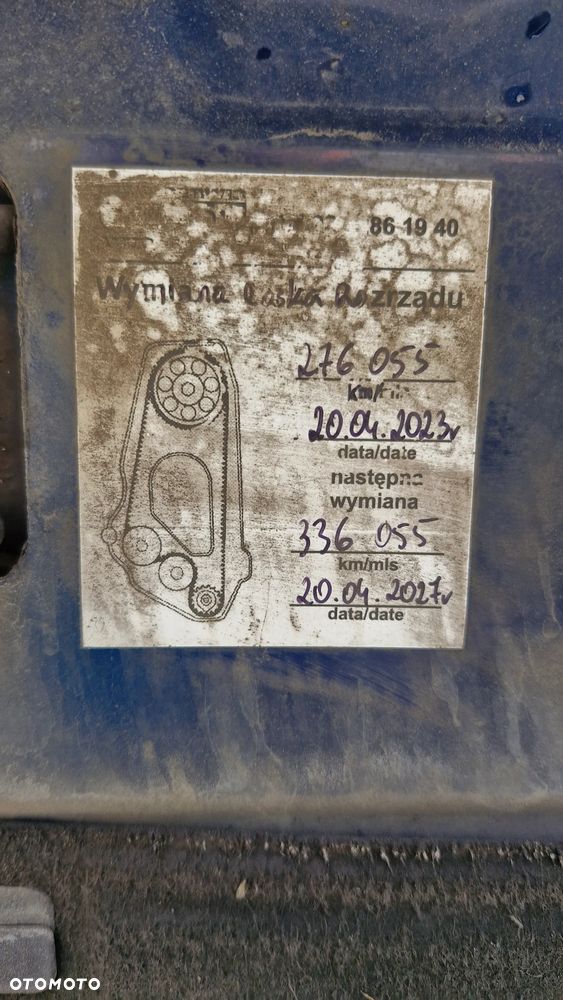 86 19 40
Wymiana Paska Rozrządu
276 055
km/mls
20.04.2023r
data/date
następna
wymiana
336 055
km/mls
20.04.2027r
data/date
OTOMOTO